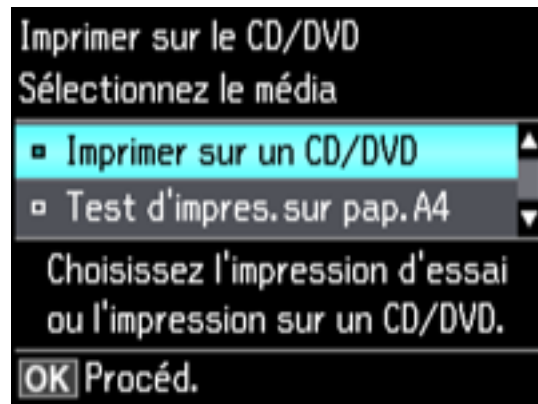 Imprimer sur le CD/DVD
Sélectionnez le média
Imprimer sur un CD/DVD
Test d'impres.sur pap.A4
Choisissez l'impression d'essai
ou l'impression sur un CD/DVD.
OK Procéd.